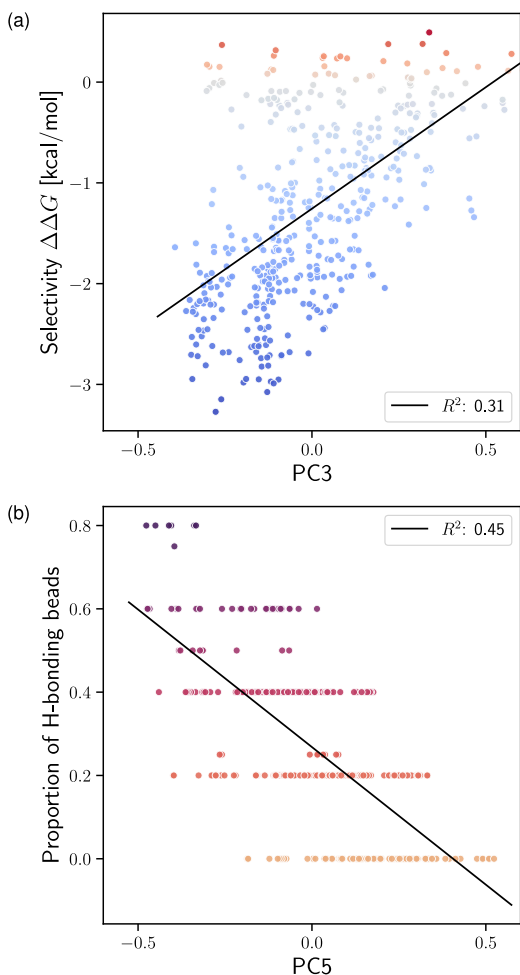 (a)
Selectivity ΔΔG [kcal/mol]
0
−1
−2
−3
R²: 0.31
−0.5
0.0
0.5
PC3
(b)
Proportion of H-bonding beads
0.8
0.6
0.4
0.2
0.0
R²: 0.45
−0.5
0.0
0.5
PC5